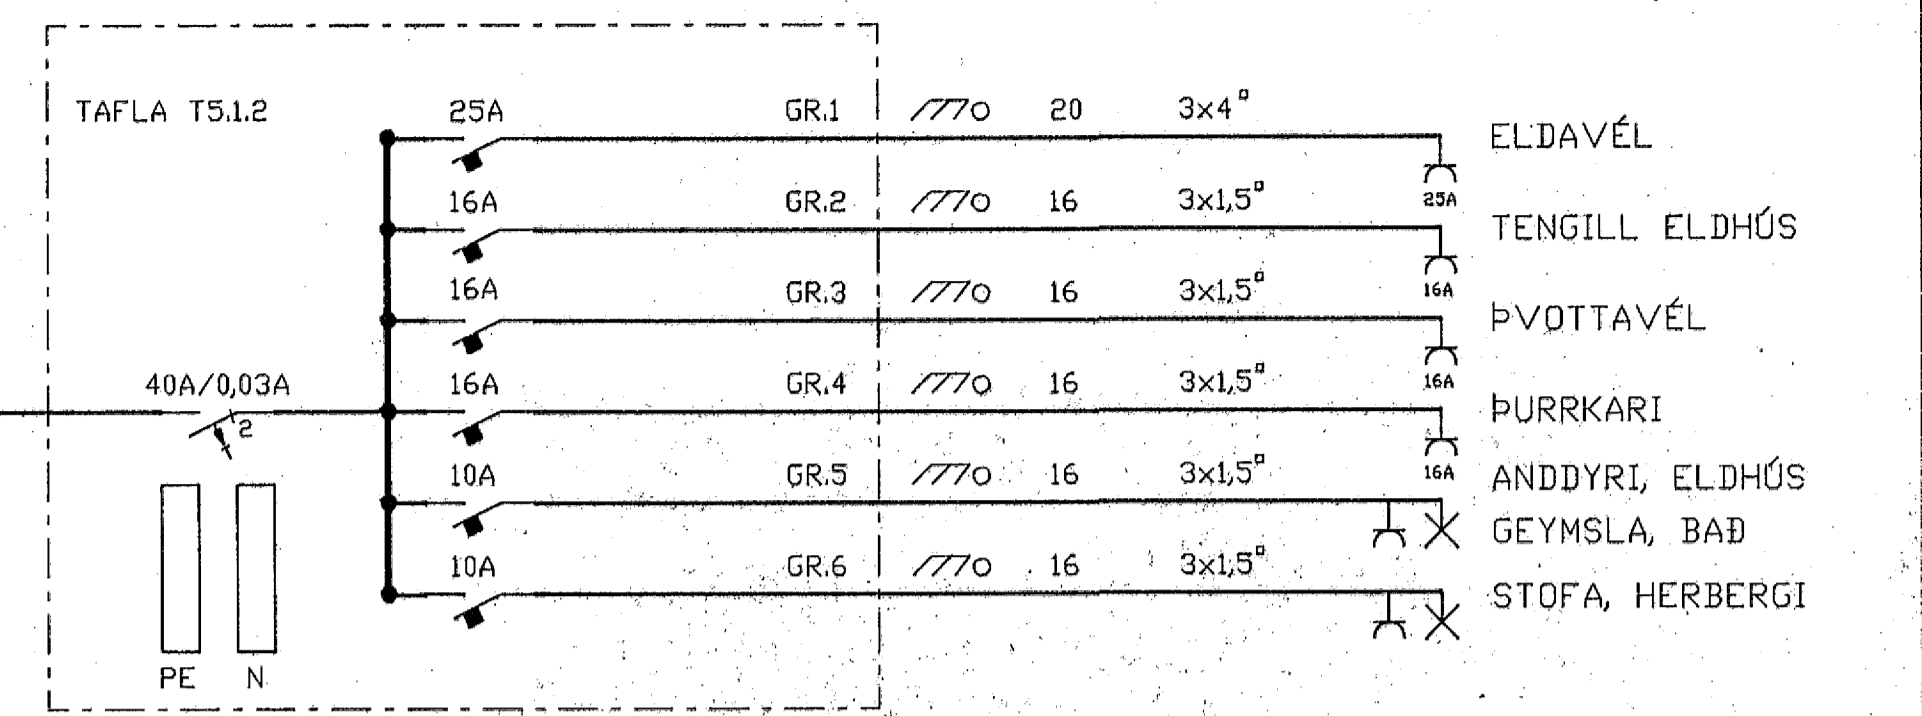 TAFLA T5.1.2
25A GR.1 20 3x4▫ ELDAVÉL
25A
16A GR.2 16 3x1,5▫ TENGILL ELDHÚS
16A
16A GR.3 16 3x1,5▫ ÞVOTTAVÉL
16A
40A/0,03A
2
16A GR.4 16 3x1,5▫ ÞURRKARI
16A
10A GR.5 16 3x1,5▫ ANDDYRI, ELDHÚS
GEYMSLA, BAÐ
10A GR.6 16 3x1,5▫ STOFA, HERBERGI
PE N